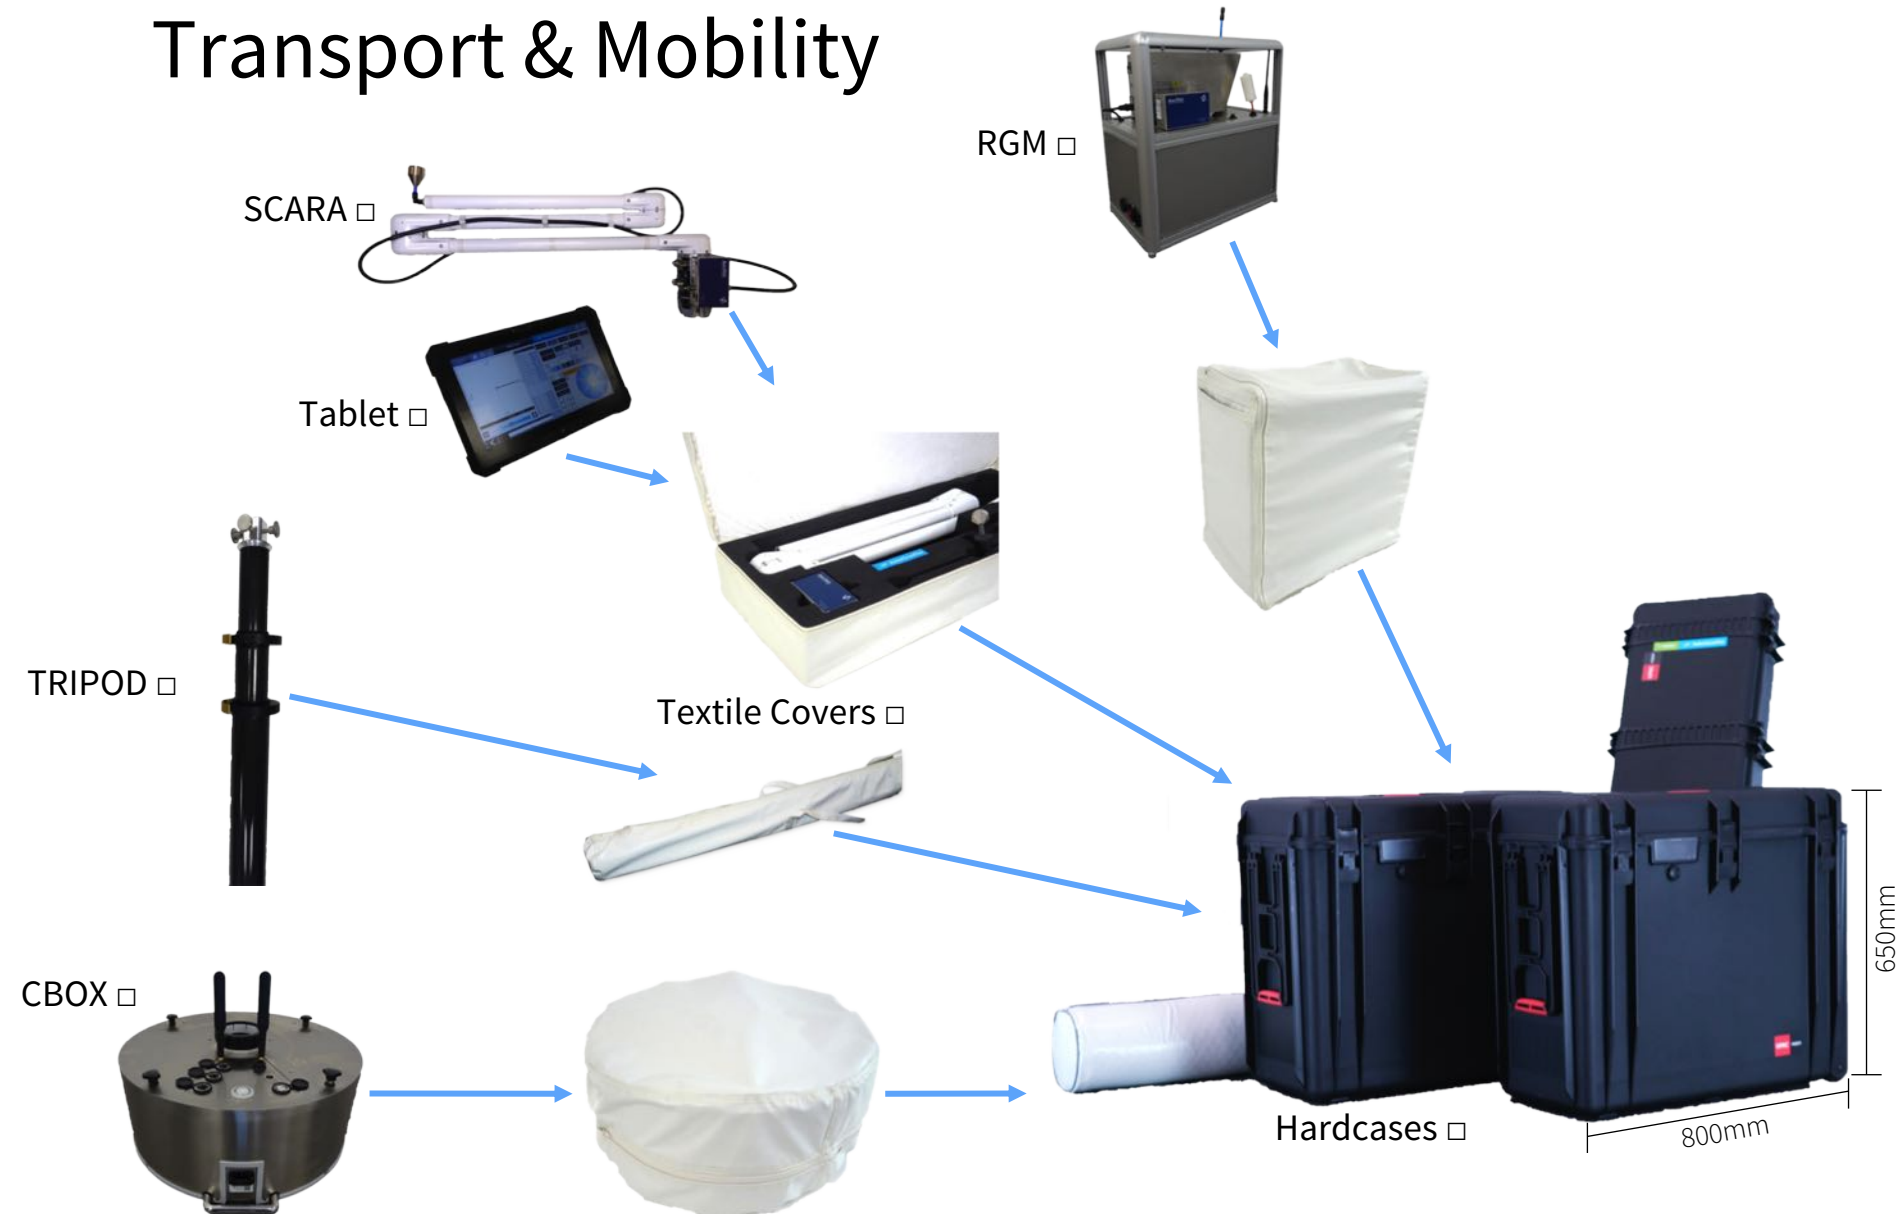 Transport & Mobility
RGM □
SCARA □
Tablet □
TRIPOD □
Textile Covers □
CBOX □
Hardcases □
650mm
800mm